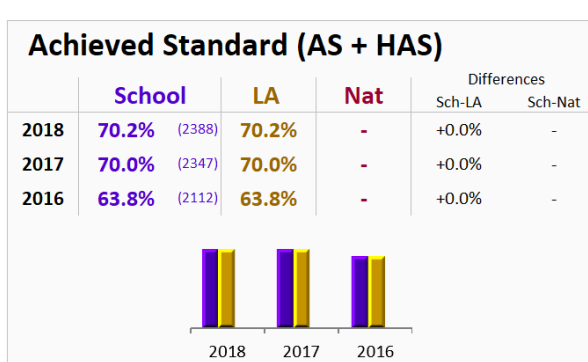 Achieved Standard (AS + HAS)
Differences
School LA Nat Sch-LA Sch-Nat
2018 70.2% (2388) 70.2% - +0.0% -
2017 70.0% (2347) 70.0% - +0.0% -
2016 63.8% (2112) 63.8% - +0.0% -
2018 2017 2016